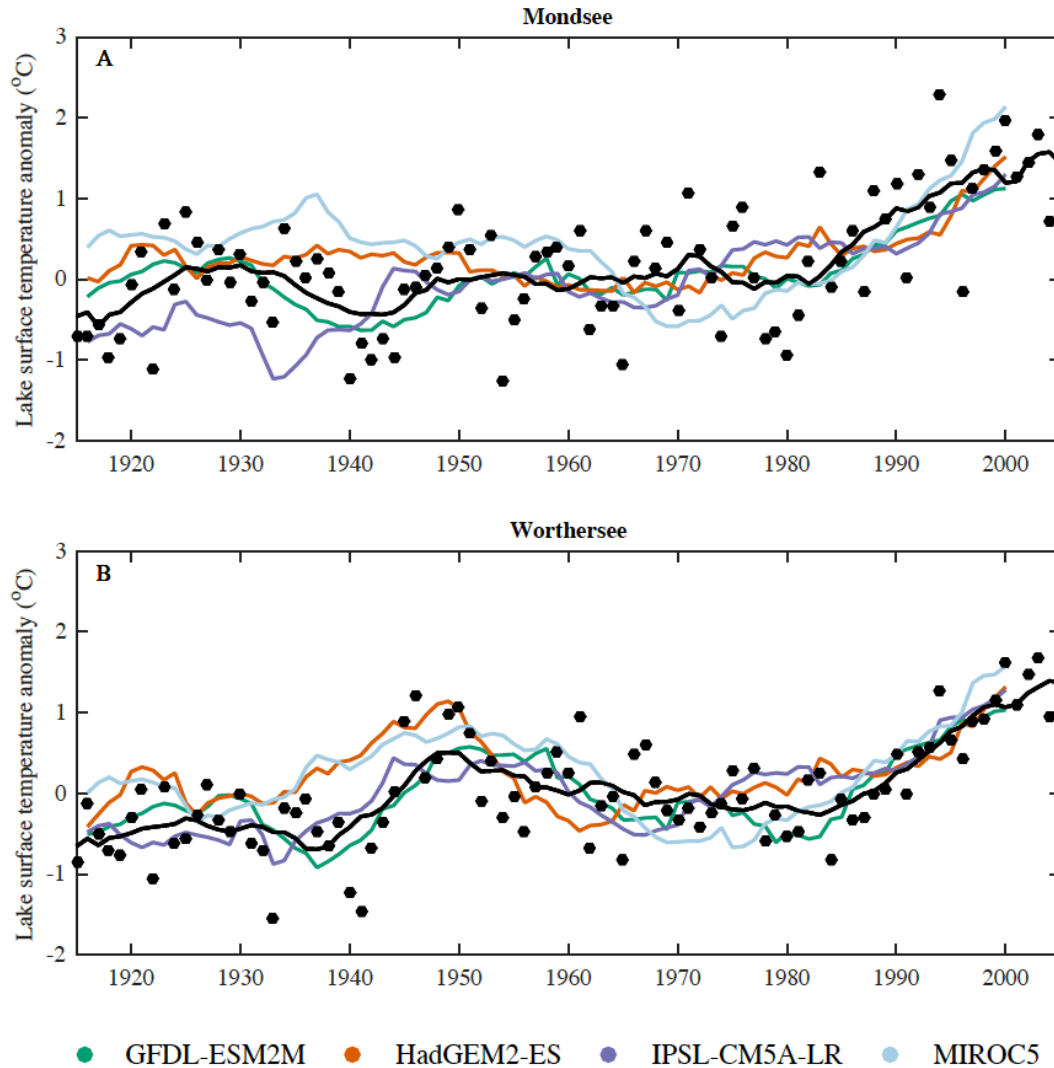 Mondsee
A
Lake surface temperature anomaly (°C)
3
2
1
0
-1
-2
1920 1930 1940 1950 1960 1970 1980 1990 2000
Worthersee
B
Lake surface temperature anomaly (°C)
3
2
1
0
-1
-2
1920 1930 1940 1950 1960 1970 1980 1990 2000
GFDL-ESM2M HadGEM2-ES IPSL-CM5A-LR MIROC5